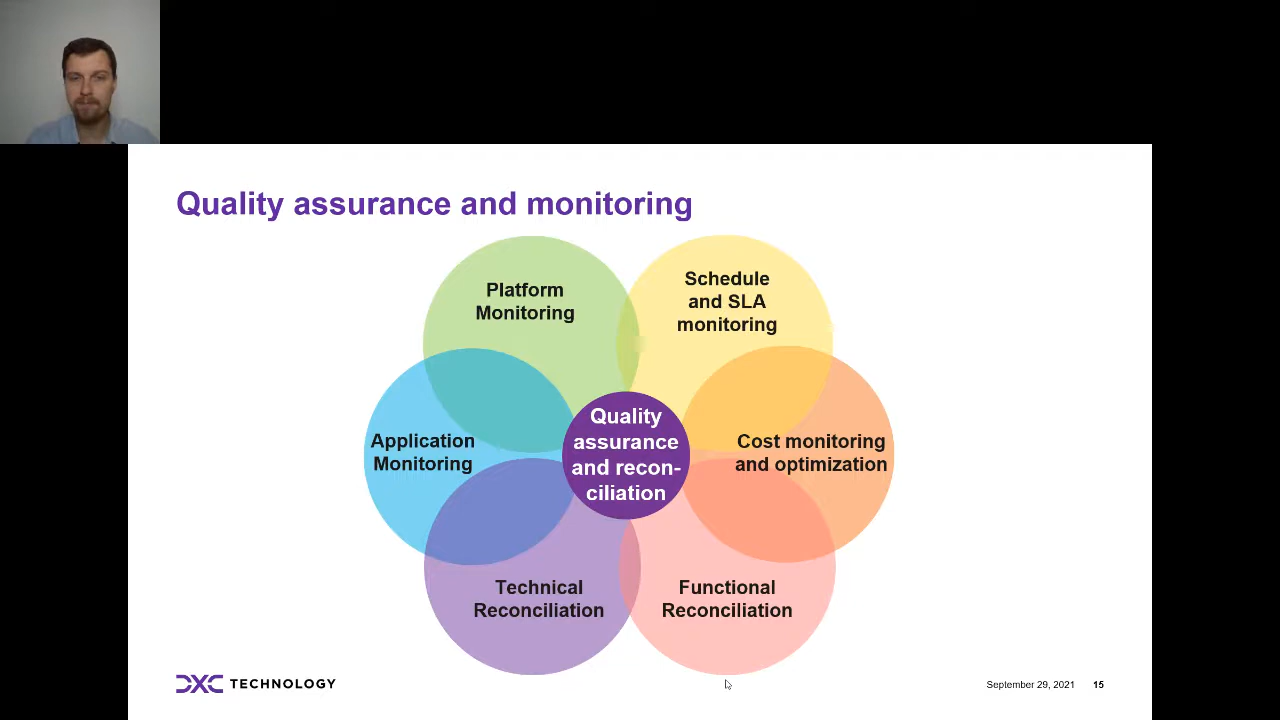 Quality assurance and monitoring
Platform
Monitoring
Schedule
and SLA
monitoring
Application
Monitoring
Quality
assurance
and recon-
ciliation
Cost monitoring
and optimization
Technical
Reconciliation
Functional
Reconciliation
DXC TECHNOLOGY
September 29, 2021 15